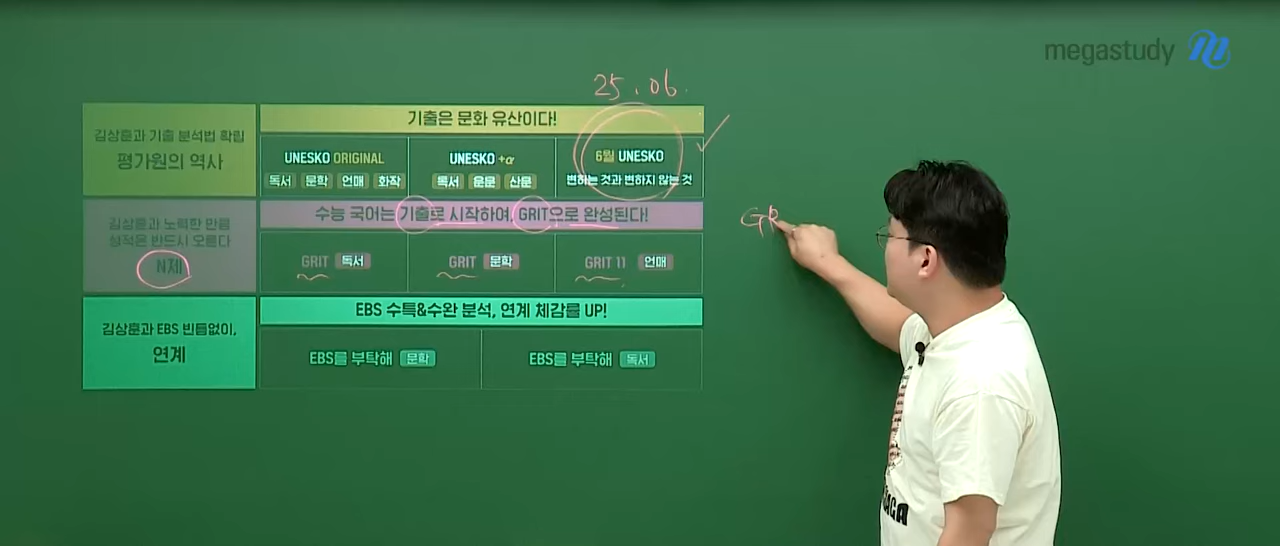 megastudy
25.06.
김상훈과 기출 분석법 확립
평가원의 역사
기출은 문화 유산이다!
UNESKO ORIGINAL
독서 문학 언매 화작
UNESKO +α
독서 운문 산문
6월 UNESKO
변하는 것과 변하지 않는 것
김상훈과 노력한 만큼
성적은 반드시 오른다
N제
수능 국어는 기출로 시작하여, GRIT으로 완성된다!
GRIT 독서
GRIT 문학
GRIT 11 언매
GR
김상훈과 EBS 빈틈없이,
연계
EBS 수특&수완 분석, 연계 체감률 UP!
EBS를 부탁해 문학
EBS를 부탁해 독서